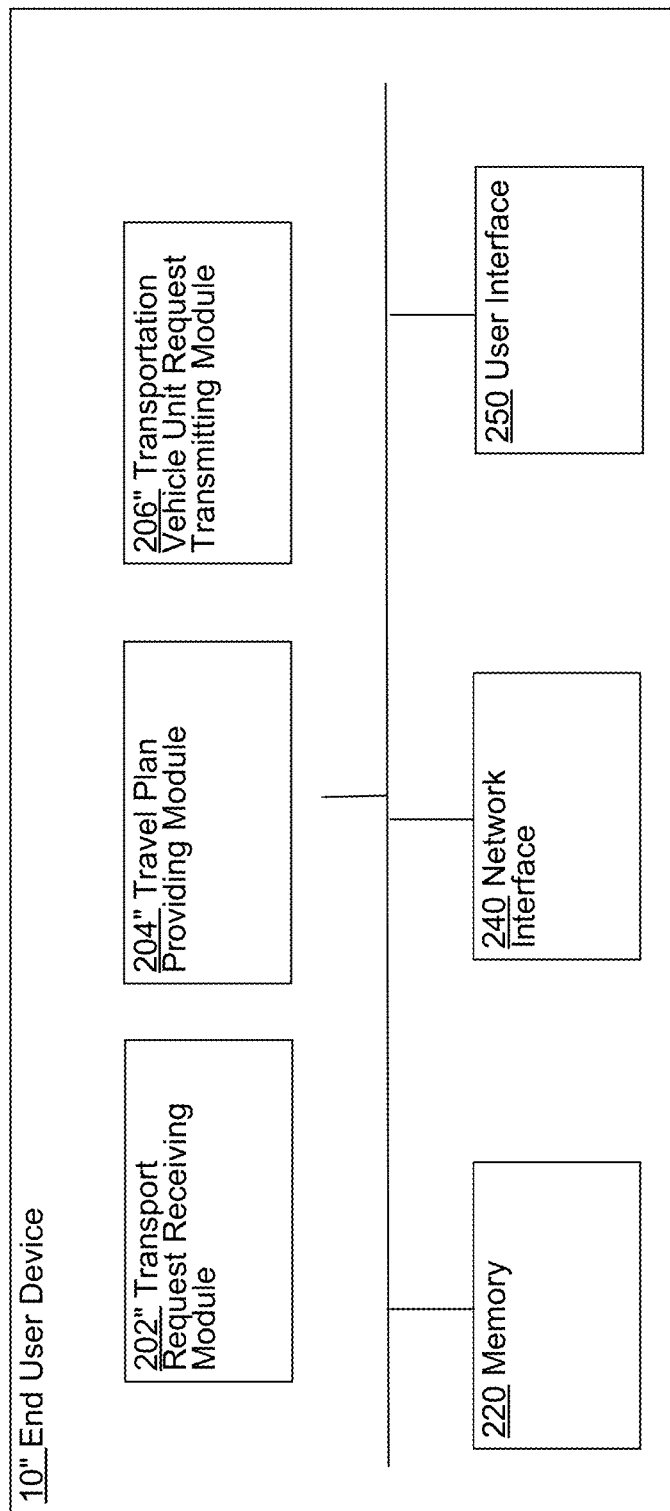 10" End User Device
202" Transport
Request Receiving
Module
204" Travel Plan
Providing Module
206" Transportation
Vehicle Unit Request
Transmitting Module
220 Memory
240 Network
Interface
250 User Interface